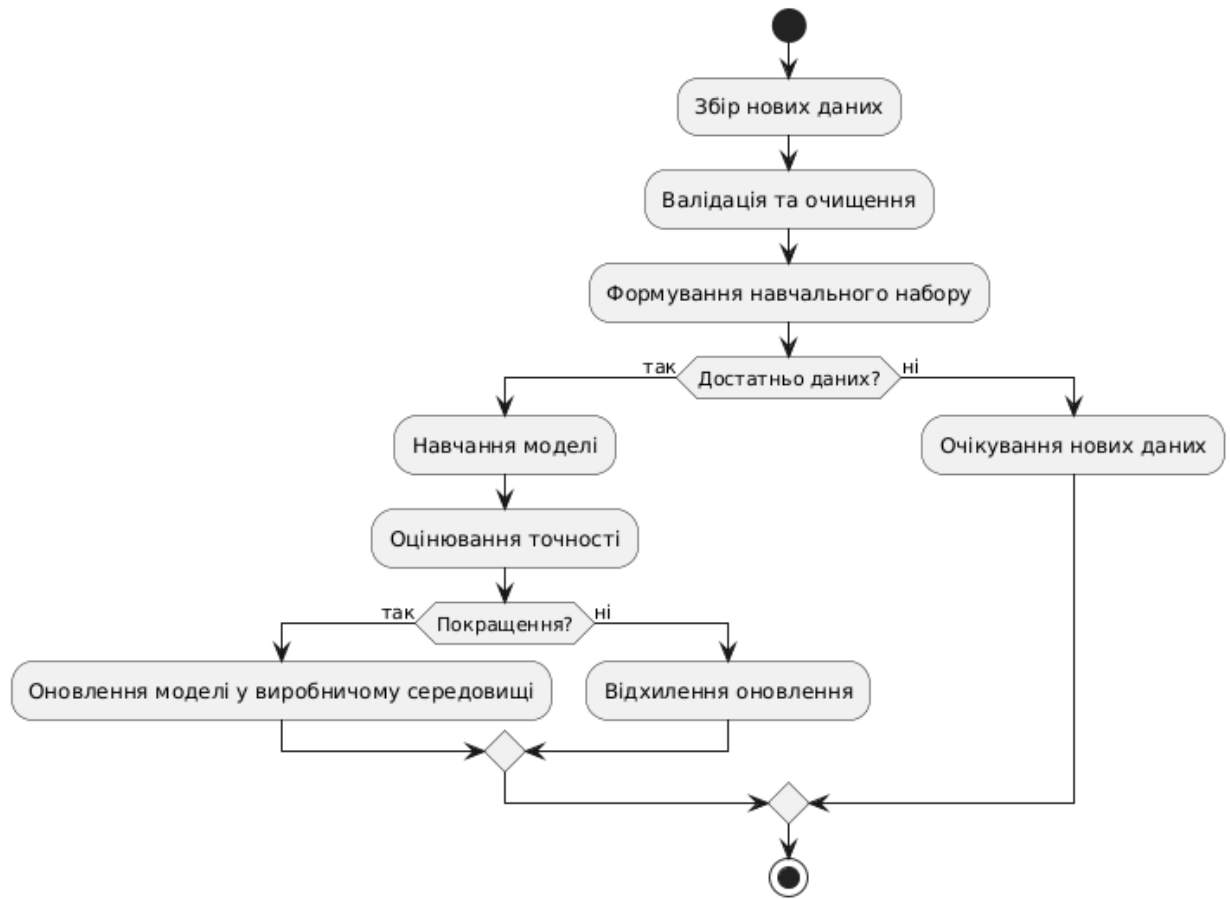 Збір нових даних
Валідація та очищення
Формування навчального набору
так
Достатньо даних?
ні
Навчання моделі
Очікування нових даних
Оцінювання точності
так
Покращення?
ні
Оновлення моделі у виробничому середовищі
Відхилення оновлення